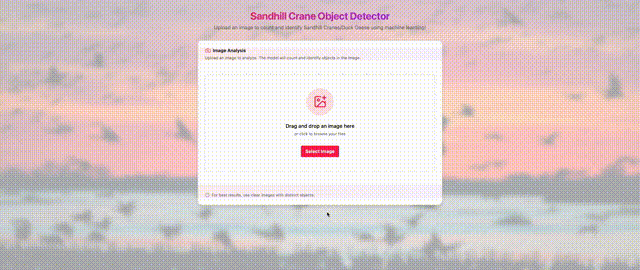 Sandhill Crane Object Detector
Upload an image to count and identify Sandhill Cranes/Duck Geese using machine learning!
Image Analysis
Upload an image to analyze. The model will count and identify objects in the image.
Drag and drop an image here
or click to browse your files
Select Image
For best results, use clear images with distinct objects.